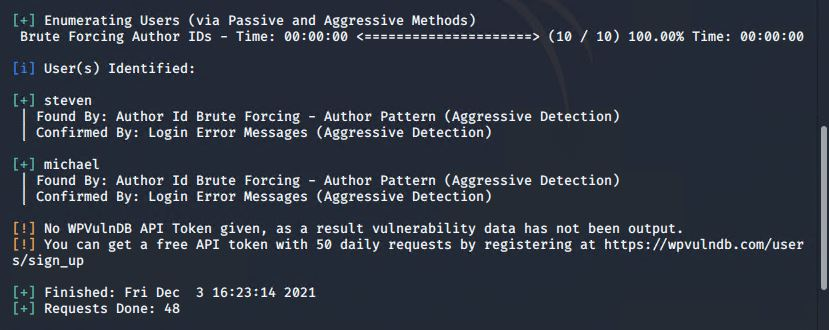 [+] Enumerating Users (via Passive and Aggressive Methods)
Brute Forcing Author IDs - Time: 00:00:00 <=====================> (10 / 10) 100.00% Time: 00:00:00
[i] User(s) Identified:
[+] steven
| Found By: Author Id Brute Forcing - Author Pattern (Aggressive Detection)
| Confirmed By: Login Error Messages (Aggressive Detection)
[+] michael
| Found By: Author Id Brute Forcing - Author Pattern (Aggressive Detection)
| Confirmed By: Login Error Messages (Aggressive Detection)
[!] No WPVulnDB API Token given, as a result vulnerability data has not been output.
[!] You can get a free API token with 50 daily requests by registering at https://wpvulndb.com/user
s/sign_up
[+] Finished: Fri Dec  3 16:23:14 2021
[+] Requests Done: 48